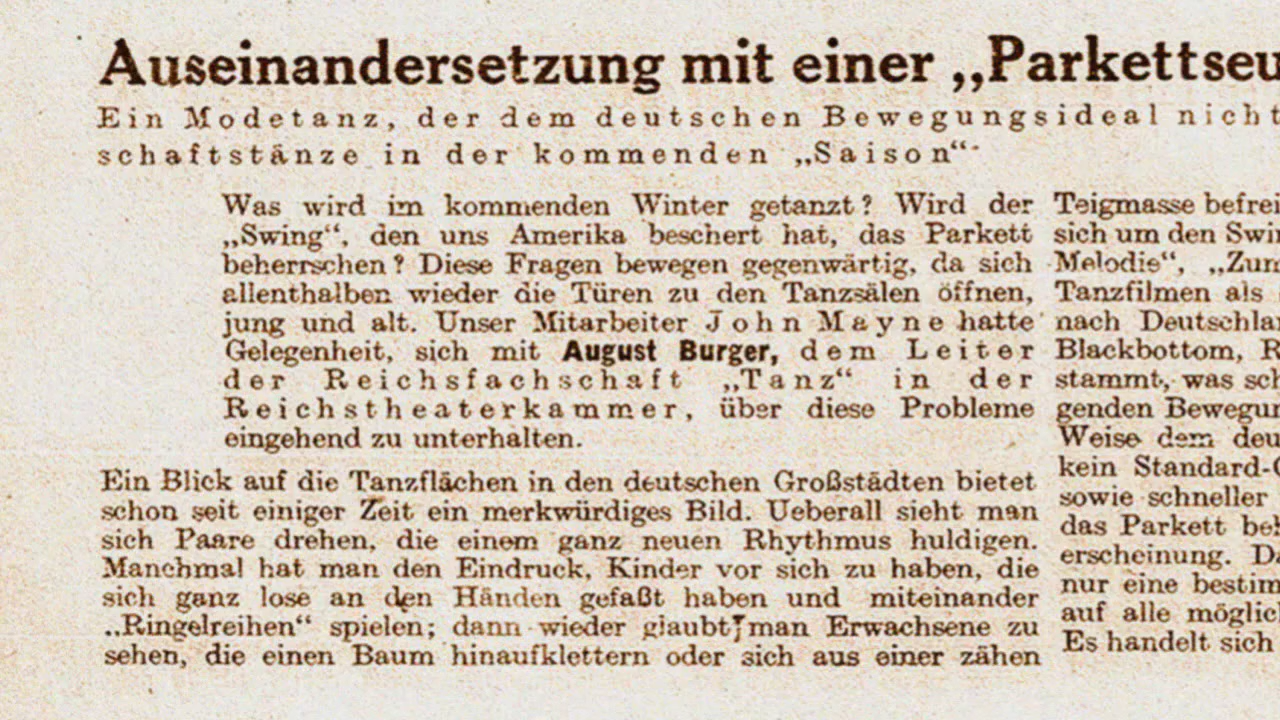 Auseinandersetzung mit einer „Parkettseu
Ein Modetanz, der dem deutschen Bewegungsideal nicht
schaftstänze in der kommenden „Saison“
Was wird im kommenden Winter getanzt? Wird der
„Swing“, den uns Amerika beschert hat, das Parkett
beherrschen? Diese Fragen bewegen gegenwärtig, da sich
allenthalben wieder die Türen zu den Tanzsälen öffnen,
jung und alt. Unser Mitarbeiter John Mayne hatte
Gelegenheit, sich mit August Burger, dem Leiter
der Reichsfachschaft „Tanz“ in der
Reichstheaterkammer, über diese Probleme
eingehend zu unterhalten.
Ein Blick auf die Tanzflächen in den deutschen Großstädten bietet
schon seit einiger Zeit ein merkwürdiges Bild. Ueberall sieht man
sich Paare drehen, die einem ganz neuen Rhythmus huldigen.
Manchmal hat man den Eindruck, Kinder vor sich zu haben, die
sich ganz lose an den Händen gefaßt haben und miteinander
„Ringelreihen“ spielen; dann wieder glaubt man Erwachsene zu
sehen, die einen Baum hinaufklettern oder sich aus einer zähen
Teigmasse befrei
sich um den Swi
Melodie“, „Zum
Tanzfilmen als
nach Deutschla
Blackbottom, R
stammt, was sch
genden Bewegun
Weise dem deu
kein Standard-
sowie schneller
das Parkett beh
erscheinung. Da
nur eine bestim
auf alle möglic
Es handelt sich